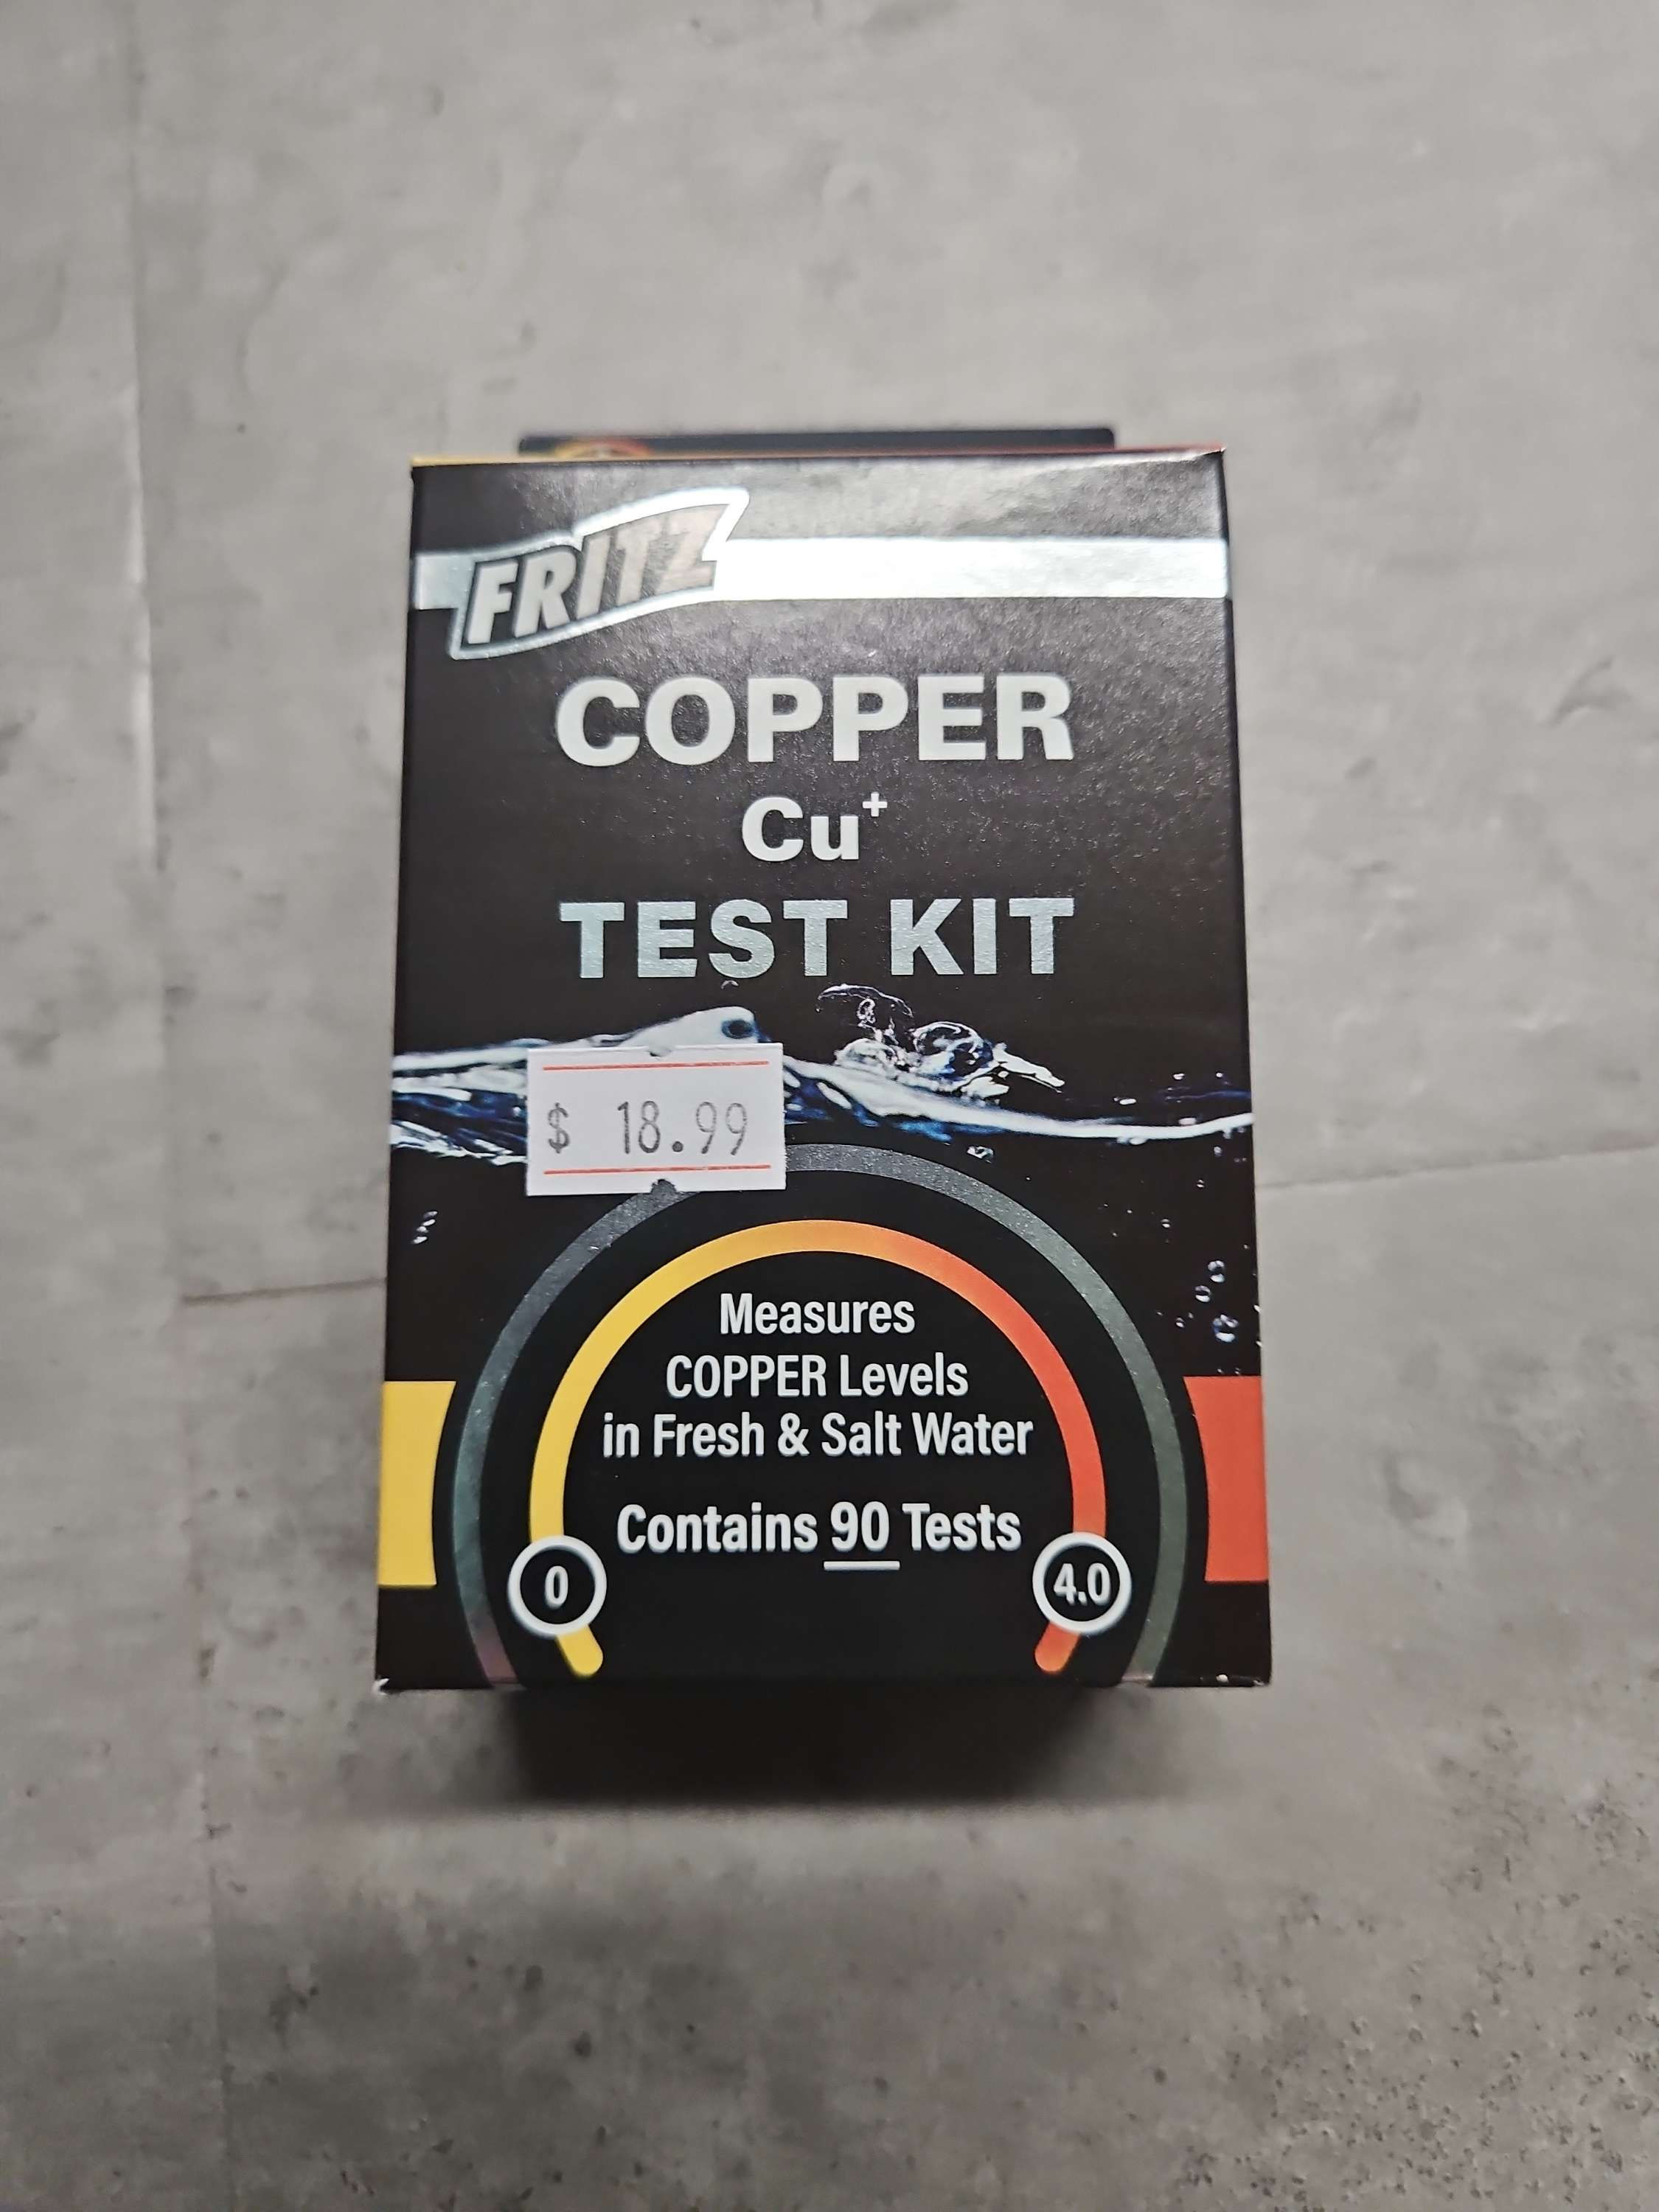 FRITZ
COPPER
Cu⁺
TEST KIT
$ 18.99
Measures
COPPER Levels
in Fresh & Salt Water
Contains 90 Tests
0
4.0